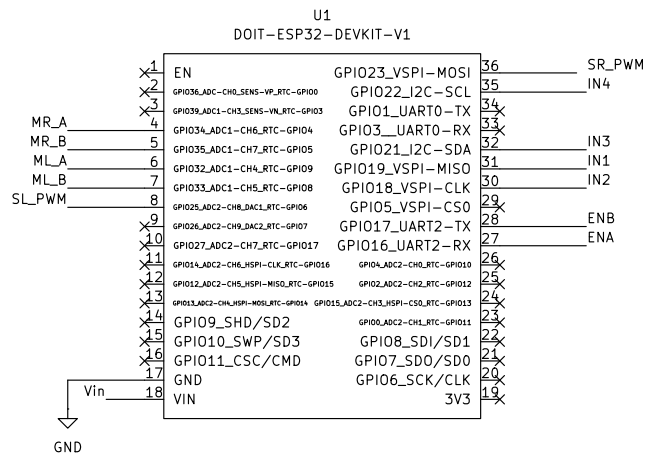 U1
DOIT-ESP32-DEVKIT-V1
1 EN
2 GPIO36_ADC-CH0_SENS-VP_RTC-GPIO0
3 GPIO39_ADC1-CH3_SENS-VN_RTC-GPIO3
MR_A 4 GPIO34_ADC1-CH6_RTC-GPIO4
MR_B 5 GPIO35_ADC1-CH7_RTC-GPIO5
ML_A 6 GPIO32_ADC1-CH4_RTC-GPIO9
ML_B 7 GPIO33_ADC1-CH5_RTC-GPIO8
SL_PWM 8 GPIO25_ADC2-CH8_DAC1_RTC-GPIO6
9 GPIO26_ADC2-CH9_DAC2_RTC-GPIO7
10 GPIO27_ADC2-CH7_RTC-GPIO17
11 GPIO14_ADC2-CH6_HSPI-CLK_RTC-GPIO16
12 GPIO12_ADC2-CH5_HSPI-MISO_RTC-GPIO15
13 GPIO13_ADC2-CH4_HSPI-MOSI_RTC-GPIO14
14 GPIO9_SHD/SD2
15 GPIO10_SWP/SD3
16 GPIO11_CSC/CMD
17 GND
Vin 18 VIN
GND
GPIO23_VSPI-MOSI 36 SR_PWM
GPIO22_I2C-SCL 35 IN4
GPIO1_UART0-TX 34
GPIO3__UART0-RX 33
GPIO21_I2C-SDA 32 IN3
GPIO19_VSPI-MISO 31 IN1
GPIO18_VSPI-CLK 30 IN2
GPIO5_VSPI-CS0 29
GPIO17_UART2-TX 28 ENB
GPIO16_UART2-RX 27 ENA
GPIO4_ADC2-CH0_RTC-GPIO10 26
GPIO2_ADC2-CH2_RTC-GPIO12 25
GPIO15_ADC2-CH3_HSPI-CS0_RTC-GPIO13 24
GPIO0_ADC2-CH1_RTC-GPIO11 23
GPIO8_SDI/SD1 22
GPIO7_SDO/SD0 21
GPIO6_SCK/CLK 20
3V3 19